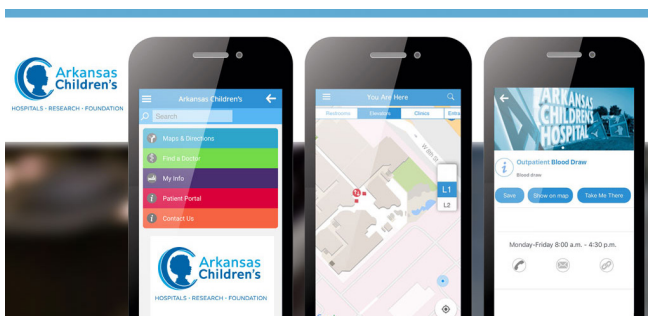 Arkansas
Children's
HOSPITALS • RESEARCH • FOUNDATION
Arkansas Children's
Search
Maps & Directions
Find a Doctor
My Info
Patient Portal
Contact Us
Arkansas
Children's
HOSPITALS • RESEARCH • FOUNDATION
You Are Here
Restrooms
Elevators
Clinics
Entra
L1
L2
ARKANSAS
CHILDREN'S
HOSPITAL
Outpatient Blood Draw
Blood draw
Save
Show on map
Take Me There
Monday-Friday 8:00 a.m. - 4:30 p.m.